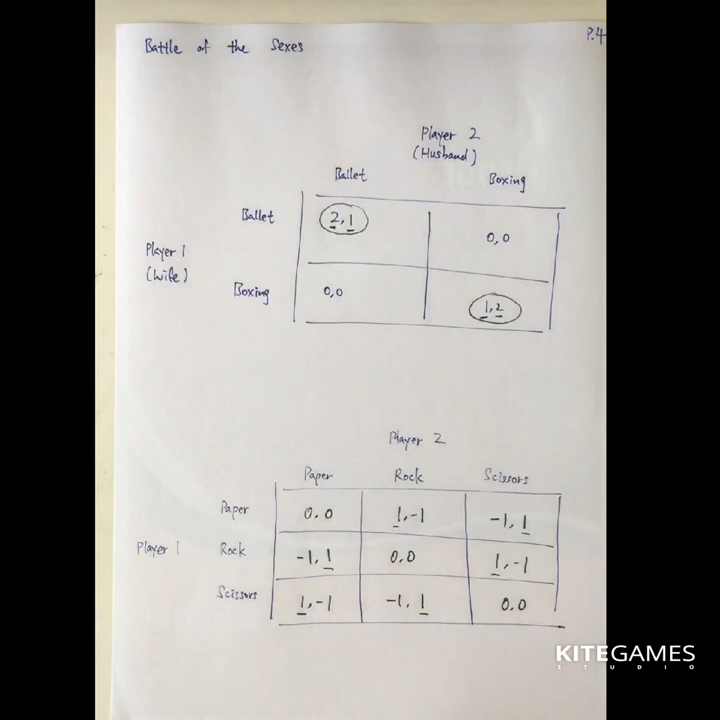 Battle of the Sexes
P.4
Player 2
(Husband)
Ballet Boxing
Ballet 2,1 0,0
Player 1
(Wife)
Boxing 0,0 1,2
Player 2
Paper Rock Scissors
Paper 0.0 1,-1 -1,1
Player 1 Rock -1,1 0.0 1,-1
Scissors 1,-1 -1,1 0.0
KITEGAMES
STUDIO